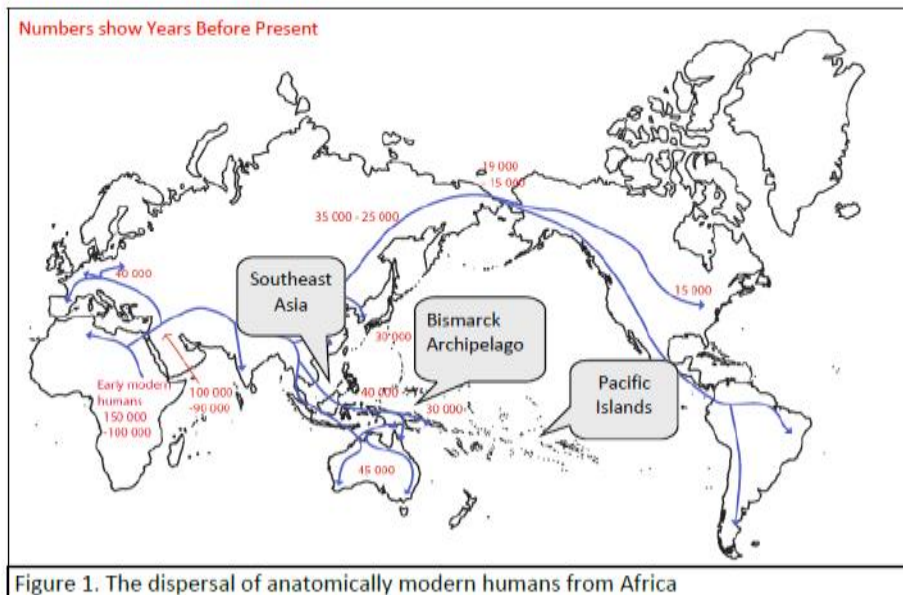 Numbers show Years Before Present
19 000
15 000
35 000 - 25 000
40 000
15 000
Southeast
Asia
Bismarck
Archipelago
30 000
Pacific
Islands
Early modern
humans
150 000
-100 000
100 000
-90 000
40 000
30 000
45 000
Figure 1. The dispersal of anatomically modern humans from Africa